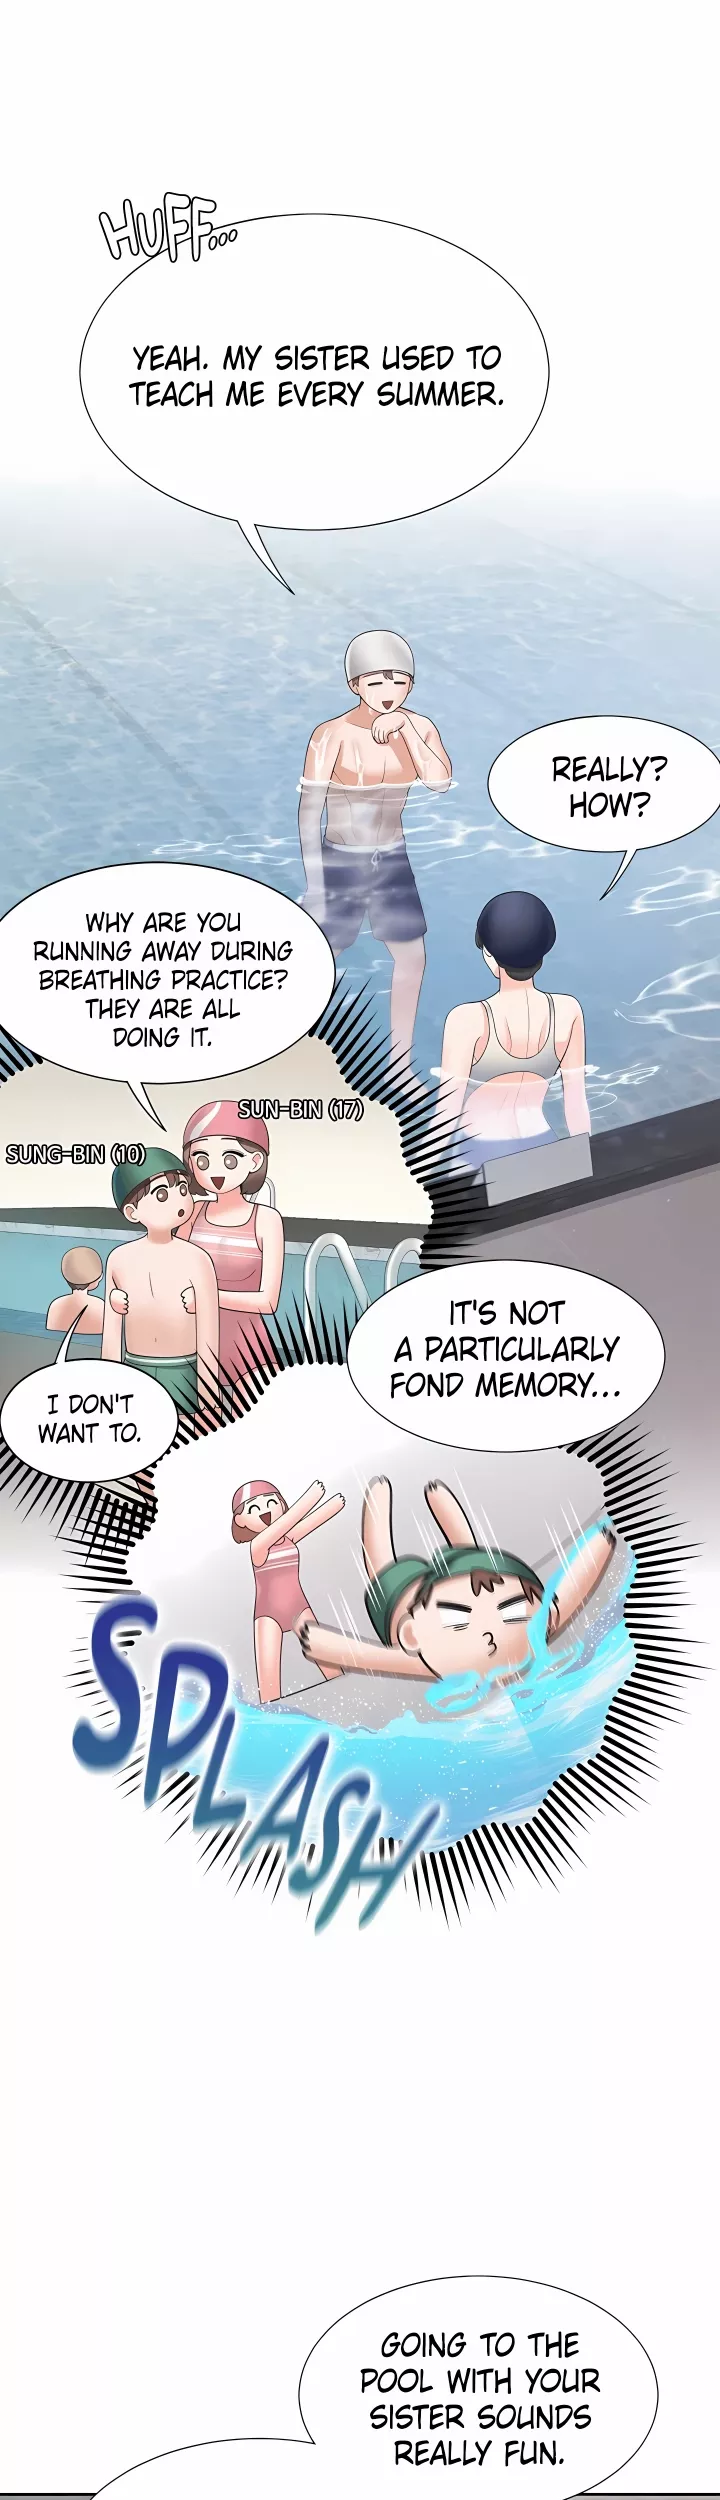 HUFF...
YEAH. MY SISTER USED TO
TEACH ME EVERY SUMMER.
REALLY?
HOW?
WHY ARE YOU
RUNNING AWAY DURING
BREATHING PRACTICE?
THEY ARE ALL
DOING IT.
SUN-BIN (17)
SUNG-BIN (10)
I DON'T
WANT TO.
IT'S NOT
A PARTICULARLY
FOND MEMORY...
SPLASH
GOING TO THE
POOL WITH YOUR
SISTER SOUNDS
REALLY FUN.